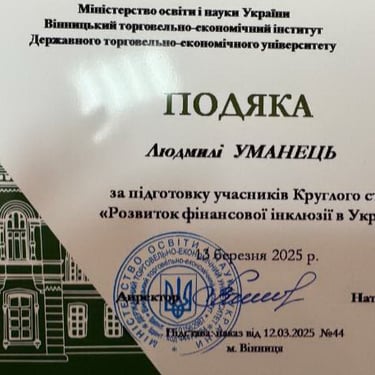 Міністерство освіти і науки України
Вінницький торговельно-економічний інститут
Державного торговельно-економічного університету
ПОДЯКА
Людмилі УМАНЕЦЬ
за підготовку учасників Круглого ст
«Розвиток фінансової інклюзії в Укр
13 березня 2025 р.
Директор
Нат
Підстава: наказ від 12.03.2025 №44
м. Вінниця